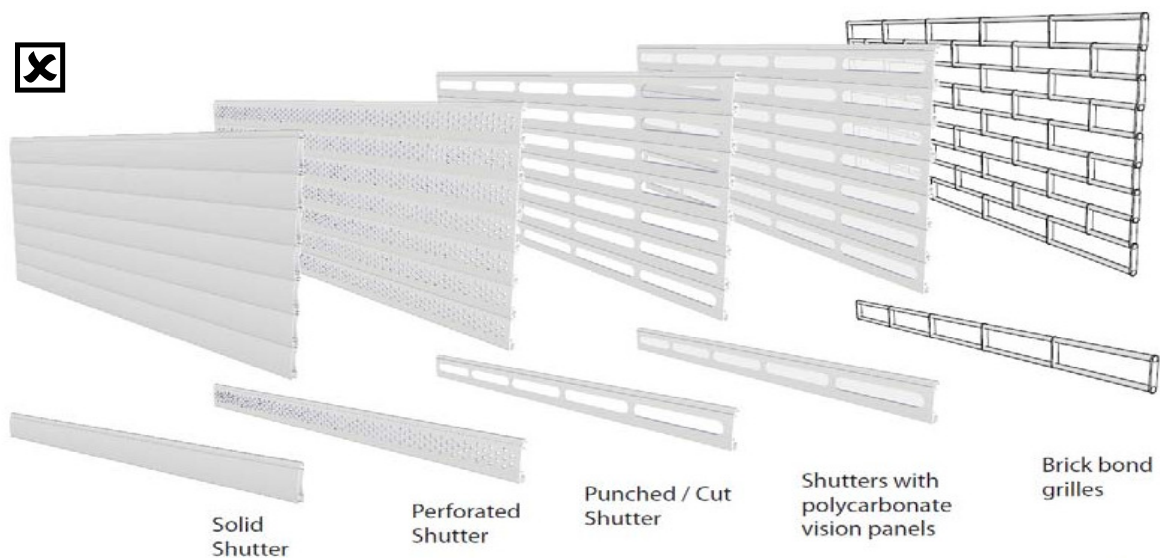 Solid
Shutter
Perforated
Shutter
Punched / Cut
Shutter
Shutters with
polycarbonate
vision panels
Brick bond
grilles